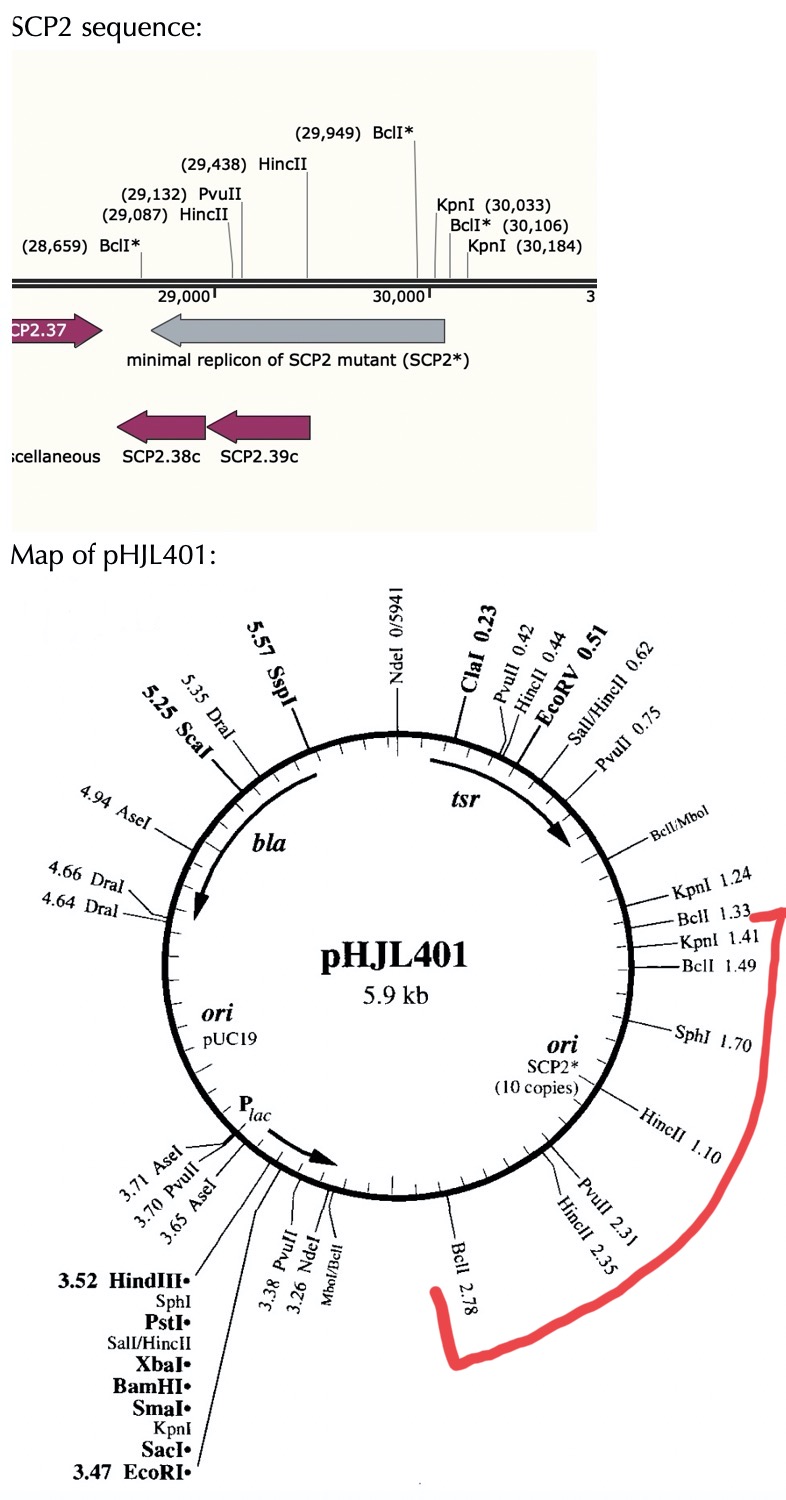 SCP2 sequence:
(29,949) BclI*
(29,438) HincII
(29,132) PvuII
(29,087) HincII
KpnI (30,033)
BclI* (30,106)
(28,659) BclI*
KpnI (30,184)
29,000
30,000
3
CP2.37
minimal replicon of SCP2 mutant (SCP2*)
scellaneous
SCP2.38c
SCP2.39c
Map of pHJL401:
NdeI 0/5941
ClaI 0.23
PvuII 0.42
HincII 0.44
EcoRV 0.51
SalI/HincII 0.62
PvuII 0.75
BclI/MboI
KpnI 1.24
BclI 1.33
KpnI 1.41
BclI 1.49
SphI 1.70
HincII 1.10
PvuII 2.31
HincII 2.35
BclI 2.78
MboI/BclI
3.26 NdeI
3.38 PvuII
3.47 EcoRI•
SacI•
KpnI
SmaI•
BamHI•
XbaI•
SalI/HincII
PstI•
SphI
3.52 HindIII•
3.65 AseI
3.70 PvuII
3.71 AseI
4.64 DraI
4.66 DraI
4.94 AseI
5.25 ScaI
5.35 DraI
5.57 SspI
tsr
bla
pHJL401
5.9 kb
ori
pUC19
ori
SCP2*
(10 copies)
Plac